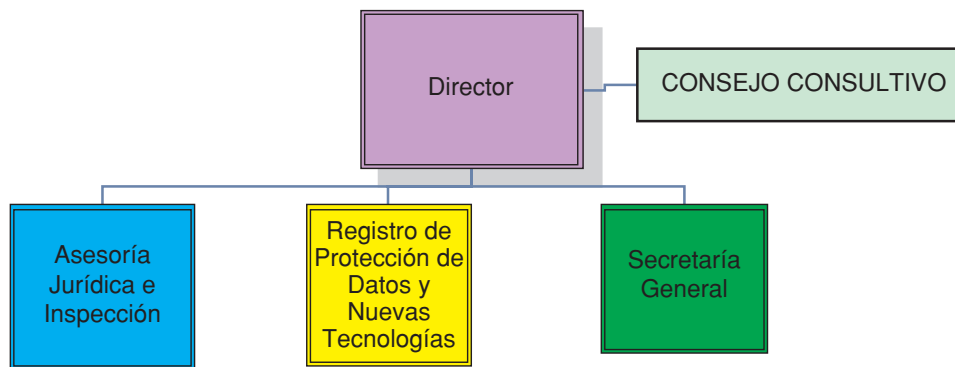 Director
CONSEJO CONSULTIVO
Asesoría
Jurídica e
Inspección
Registro de
Protección de
Datos y
Nuevas
Tecnologías
Secretaría
General